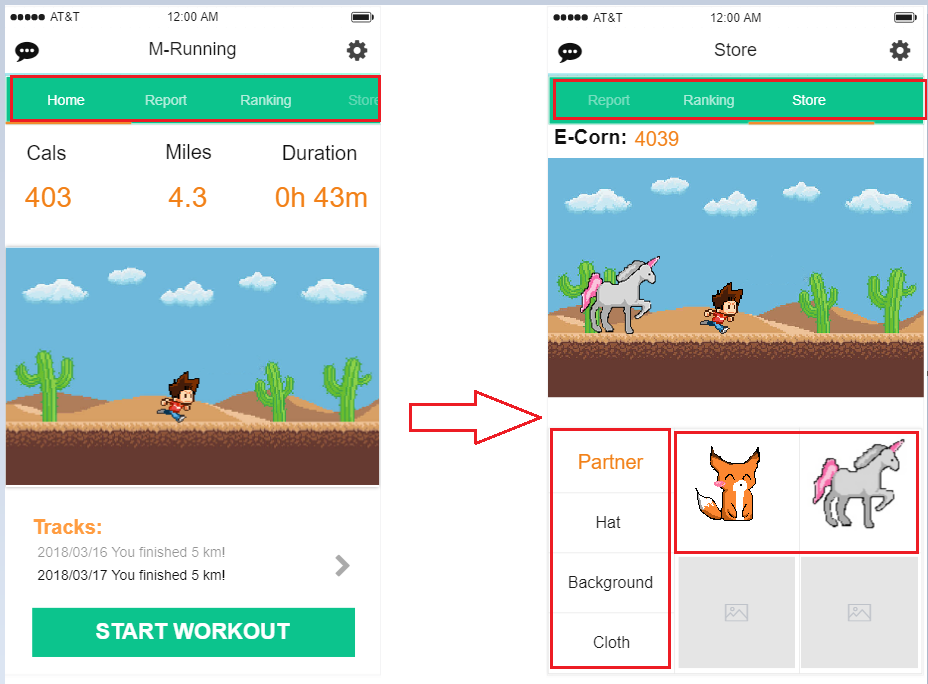 AT&T 12:00 AM
M-Running
Home Report Ranking Store
Cals Miles Duration
403 4.3 0h 43m
Tracks:
2018/03/16 You finished 5 km!
2018/03/17 You finished 5 km!
START WORKOUT
AT&T 12:00 AM
Store
Report Ranking Store
E-Corn: 4039
Partner
Hat
Background
Cloth